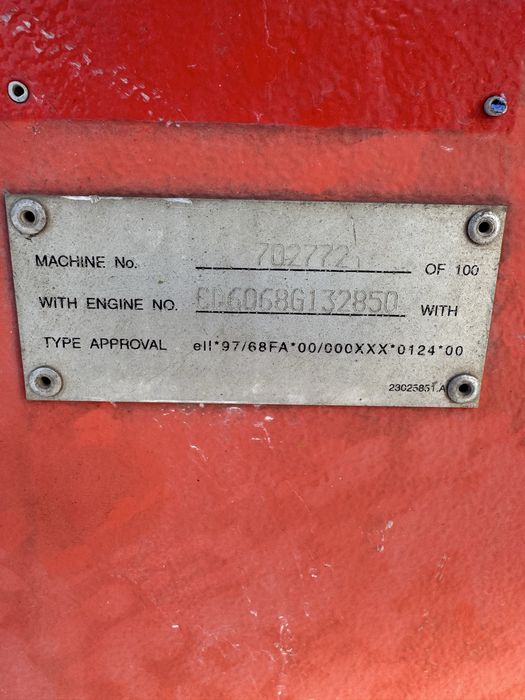 MACHINE No. 702772 OF 100
WITH ENGINE NO. CD6068G132850 WITH
TYPE APPROVAL ell*97/68FA*00/000XXX*0124*00
23025851.A